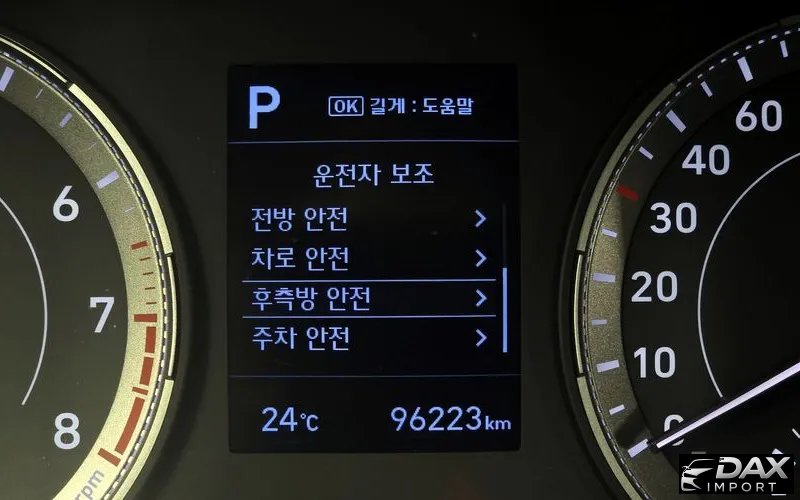 P OK 길게 : 도움말
운전자 보조
전방 안전
차로 안전
후측방 안전
주차 안전
24°C 96223km
6
7
8
rpm
60
40
30
20
10
0
DAX
IMPORT